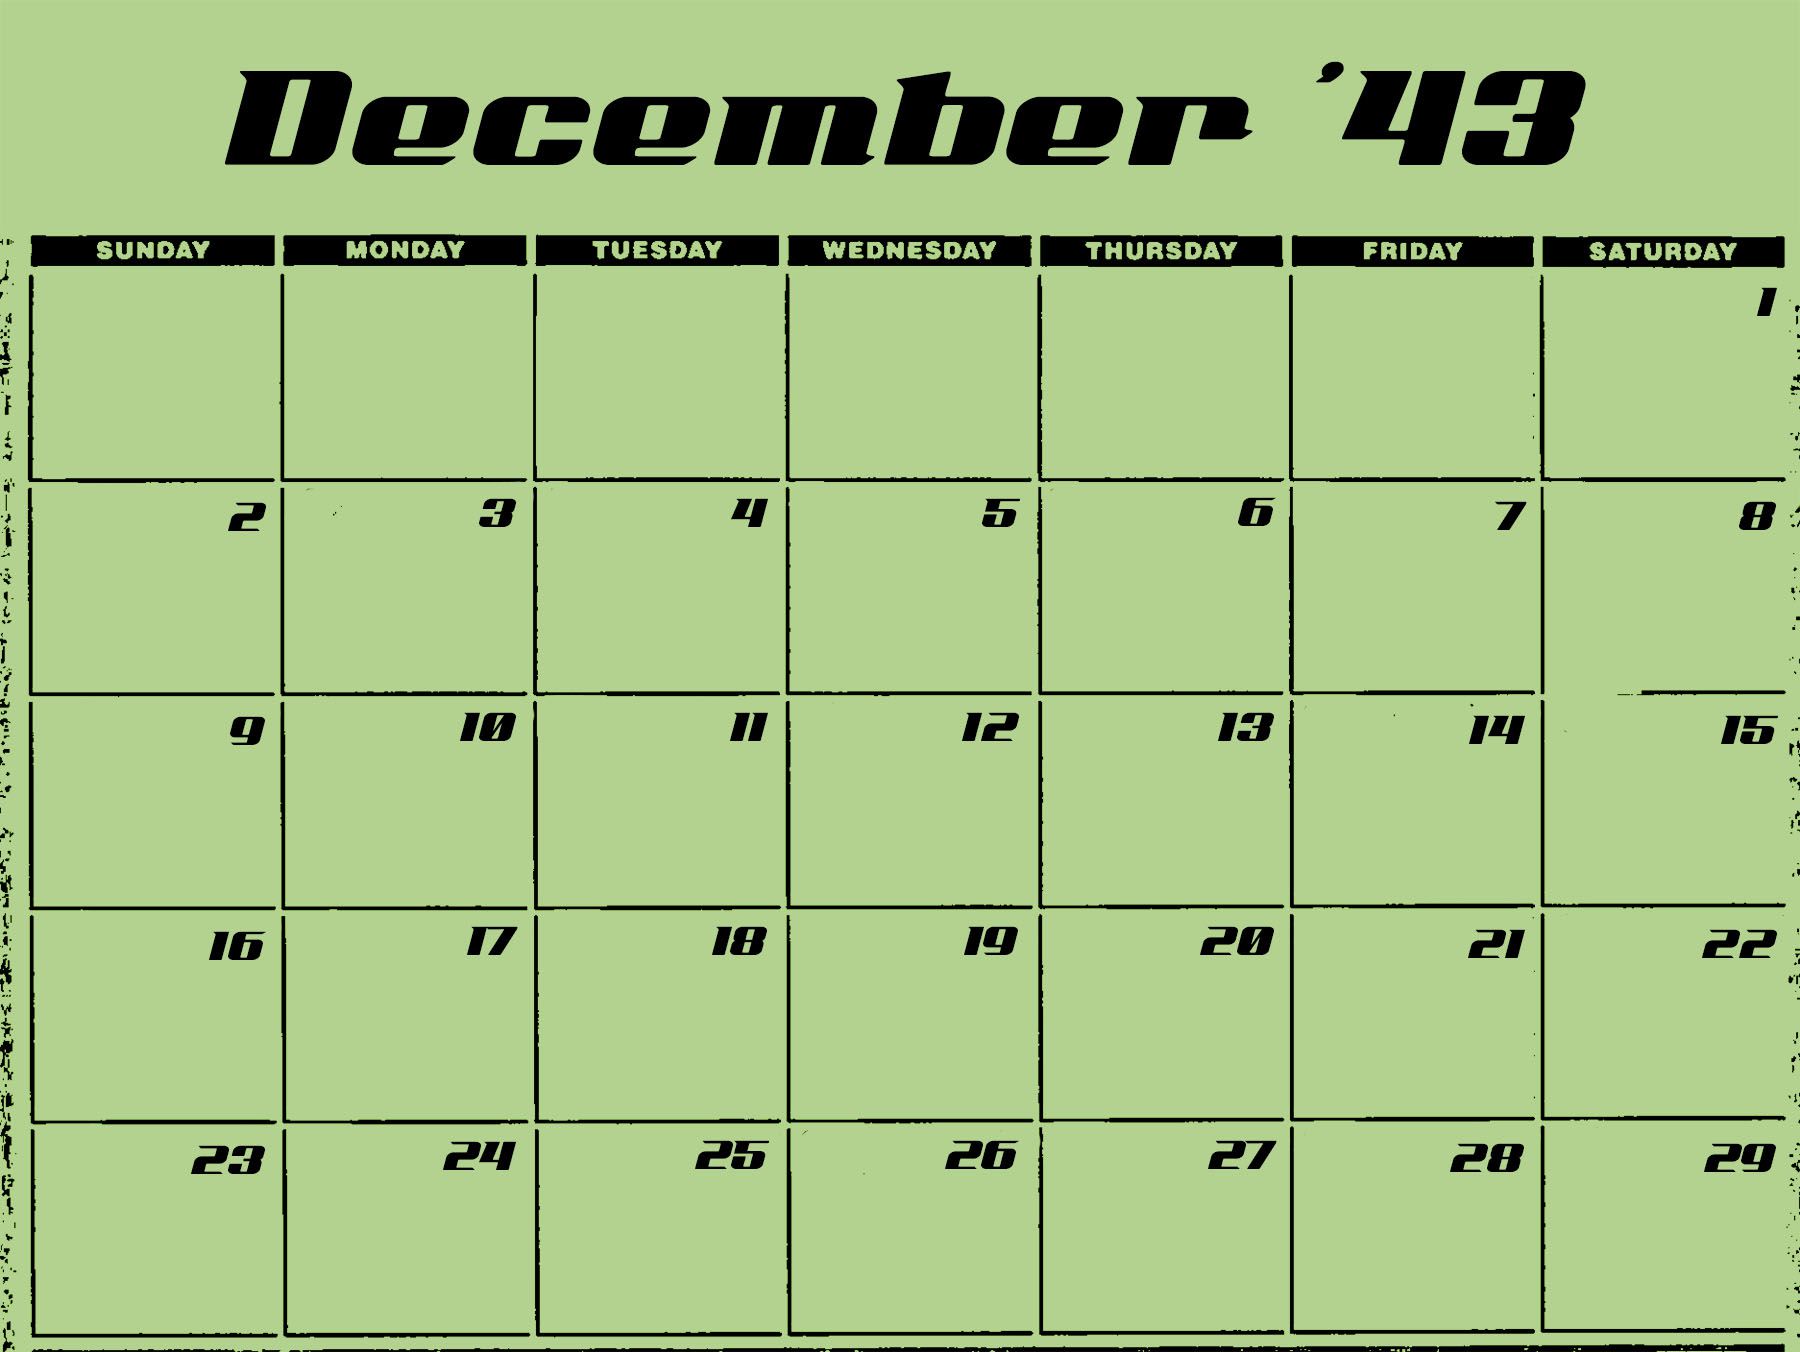 December '43
SUNDAY MONDAY TUESDAY WEDNESDAY THURSDAY FRIDAY SATURDAY
1
2 3 4 5 6 7 8
9 10 11 12 13 14 15
16 17 18 19 20 21 22
23 24 25 26 27 28 29